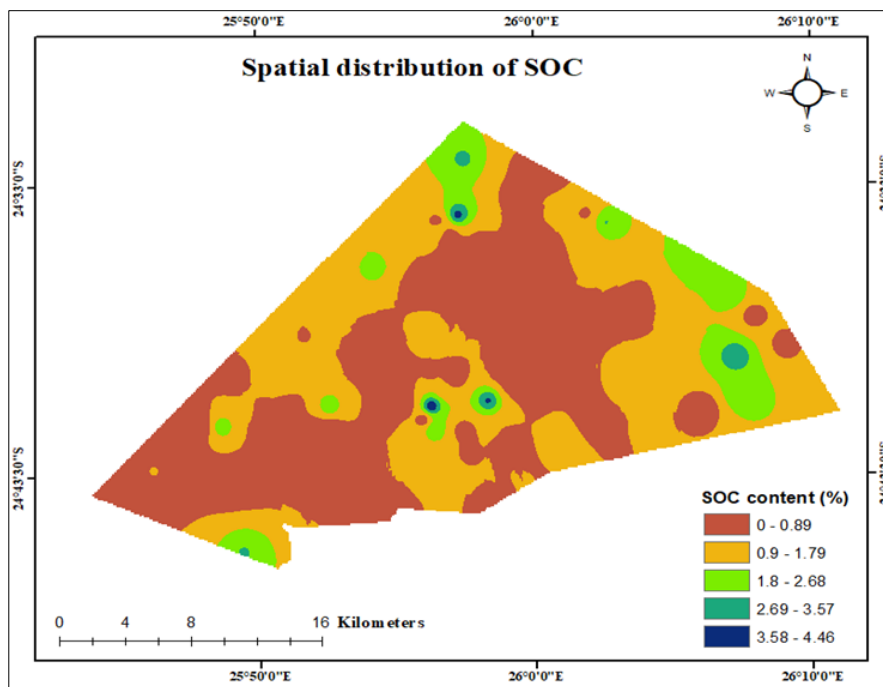 25°50'0"E 26°0'0"E 26°10'0"E
Spatial distribution of SOC
N
W E
S
24°33'0"S
SOC content (%)
0 - 0.89
0.9 - 1.79
1.8 - 2.68
2.69 - 3.57
3.58 - 4.46
24°43'30"S
0 4 8 16 Kilometers
25°50'0"E 26°0'0"E 26°10'0"E